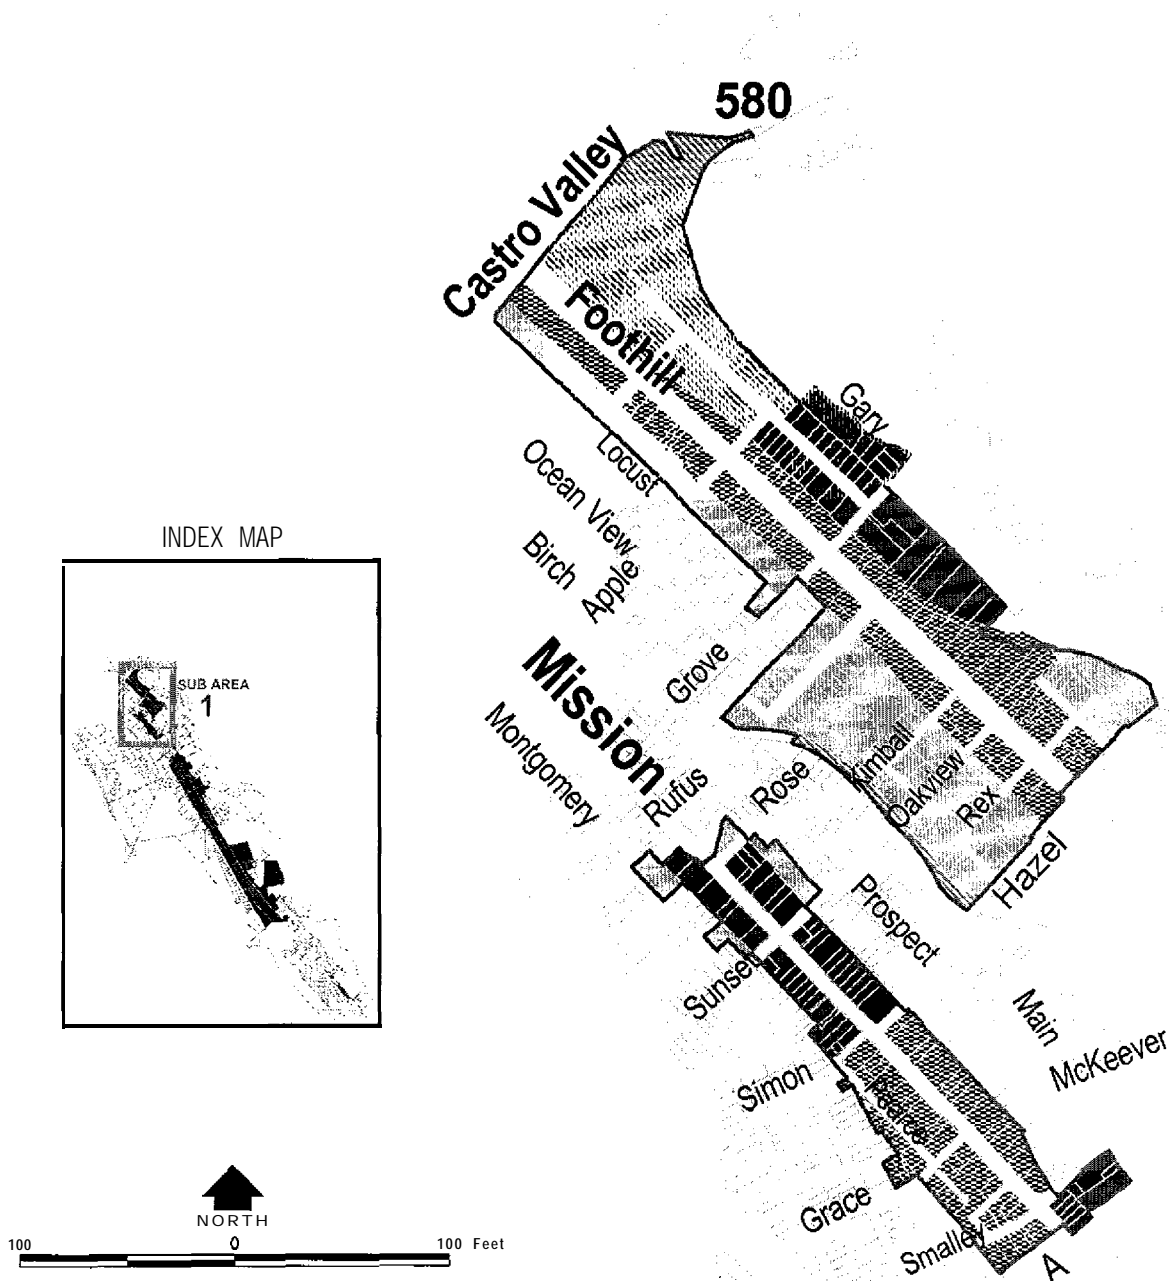 580
Castro Valley
Foothill
Gary
Locust
Ocean View
Birch
Apple
Grove
Mission
Montgomery
Rufus
Rose
Kimball
Oakview
Rex
Hazel
Prospect
Sunset
Main
McKeever
Simon
Pearce
Grace
Smalley
A
INDEX MAP
SUB AREA
1
NORTH
100 0 100 Feet